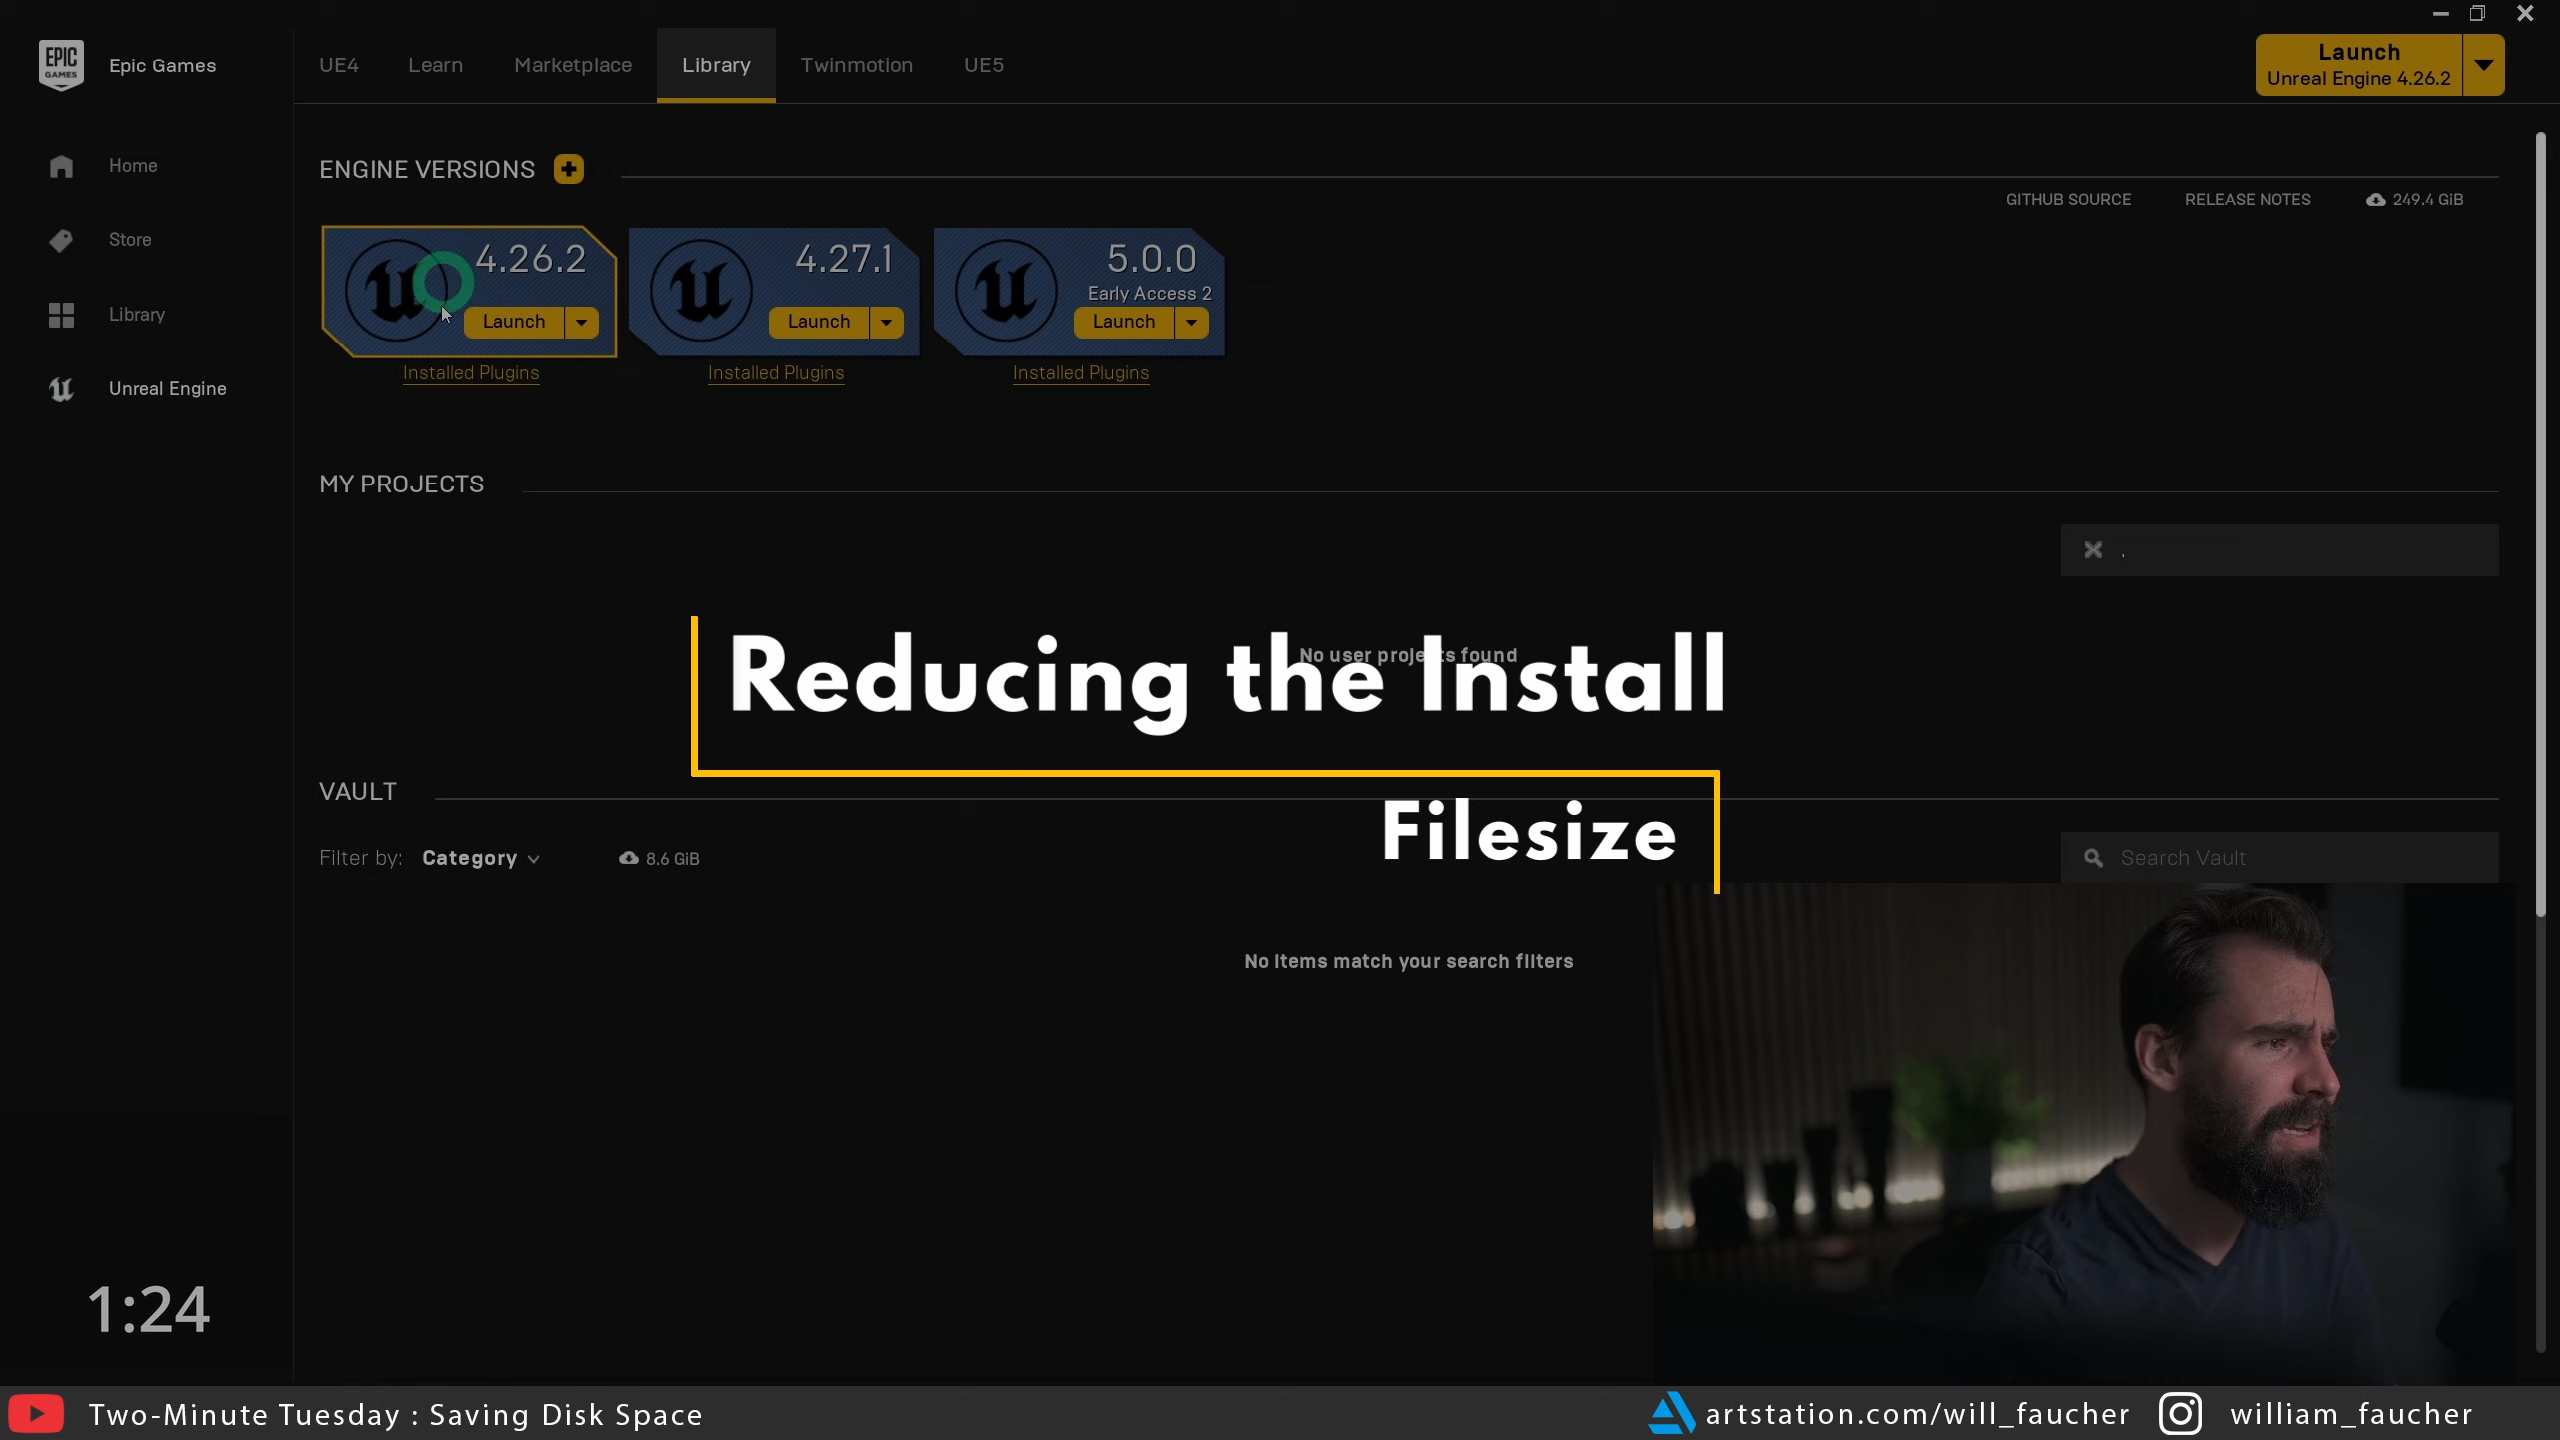 EPIC GAMES
Epic Games
UE4 Learn Marketplace Library Twinmotion UE5
Launch
Unreal Engine 4.26.2
Home
Store
Library
Unreal Engine
ENGINE VERSIONS
GITHUB SOURCE RELEASE NOTES 249.4 GiB
4.26.2
Launch
Installed Plugins
4.27.1
Launch
Installed Plugins
5.0.0
Early Access 2
Launch
Installed Plugins
MY PROJECTS
.
No user projects found
Reducing the Install
Filesize
VAULT
Filter by: Category 8.6 GiB
Search Vault
No items match your search filters
1:24
Two-Minute Tuesday : Saving Disk Space
artstation.com/will_faucher
william_faucher